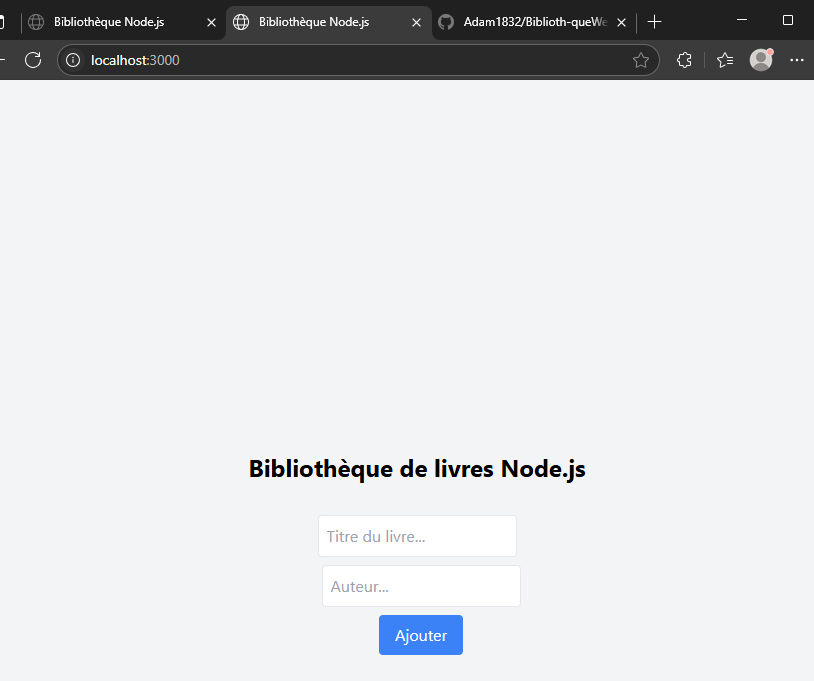 Bibliothèque Node.js
Bibliothèque Node.js
Adam1832/Biblioth-queWe
localhost:3000
Bibliothèque de livres Node.js
Titre du livre...
Auteur...
Ajouter